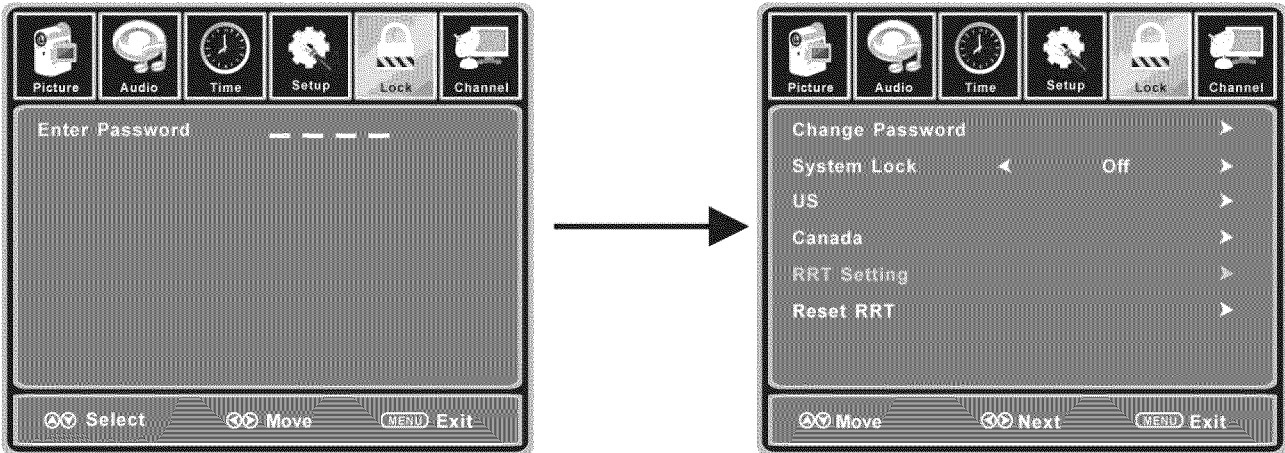 Picture Audio Time Setup Lock Channel
Enter Password _ _ _ _
Select Move MENU Exit
Picture Audio Time Setup Lock Channel
Change Password
System Lock Off
US
Canada
RRT Setting
Reset RRT
Move Next MENU Exit